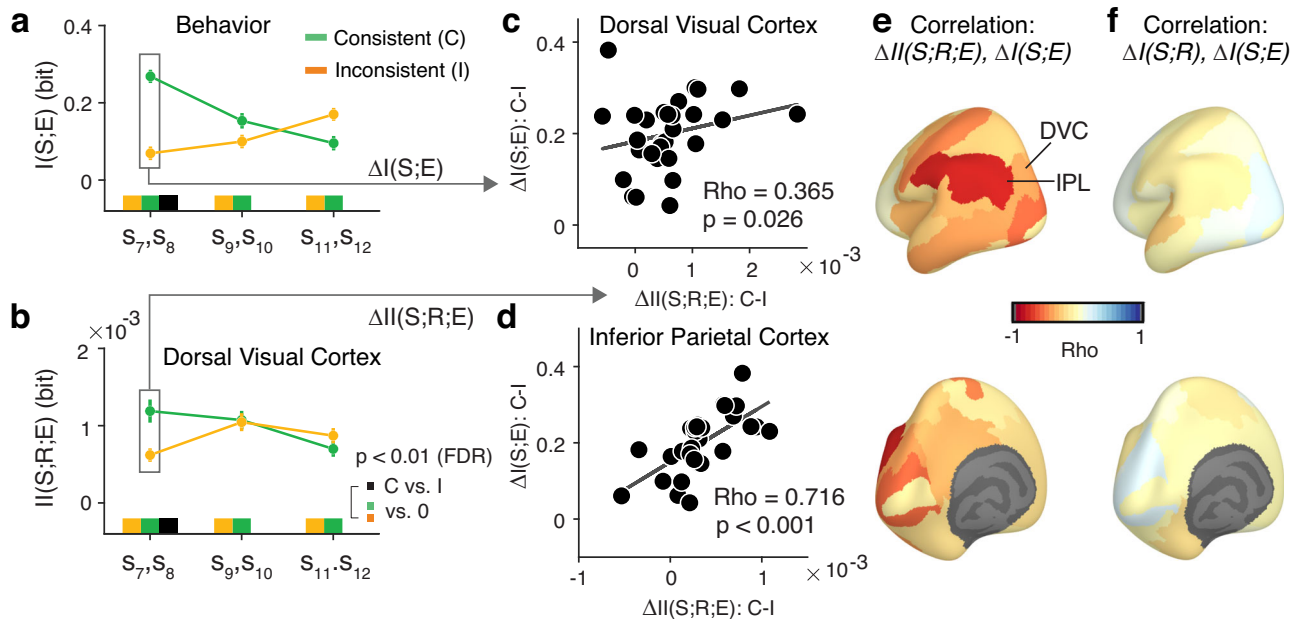 a
Behavior
I(S;E) (bit)
0.4
0.2
0
Consistent (C)
Inconsistent (I)
ΔI(S;E)
S7,S8
S9,S10
S11,S12
b
×10-3
Dorsal Visual Cortex
III(S;R;E) (bit)
2
1
0
ΔII(S;R;E)
p < 0.01 (FDR)
C vs. I
vs. 0
S7,S8
S9,S10
S11.S12
c
Dorsal Visual Cortex
ΔI(S;E): C-I
0.4
0.2
0
Rho = 0.365
p = 0.026
0
1
2
× 10-3
ΔII(S;R;E): C-I
d
Inferior Parietal Cortex
ΔI(S;E): C-I
0.4
0.2
0
Rho = 0.716
p < 0.001
-1
0
1
× 10-3
ΔII(S;R;E): C-I
e
Correlation:
ΔII(S;R;E), ΔI(S;E)
DVC
IPL
f
Correlation:
ΔI(S;R), ΔI(S;E)
-1
1
Rho